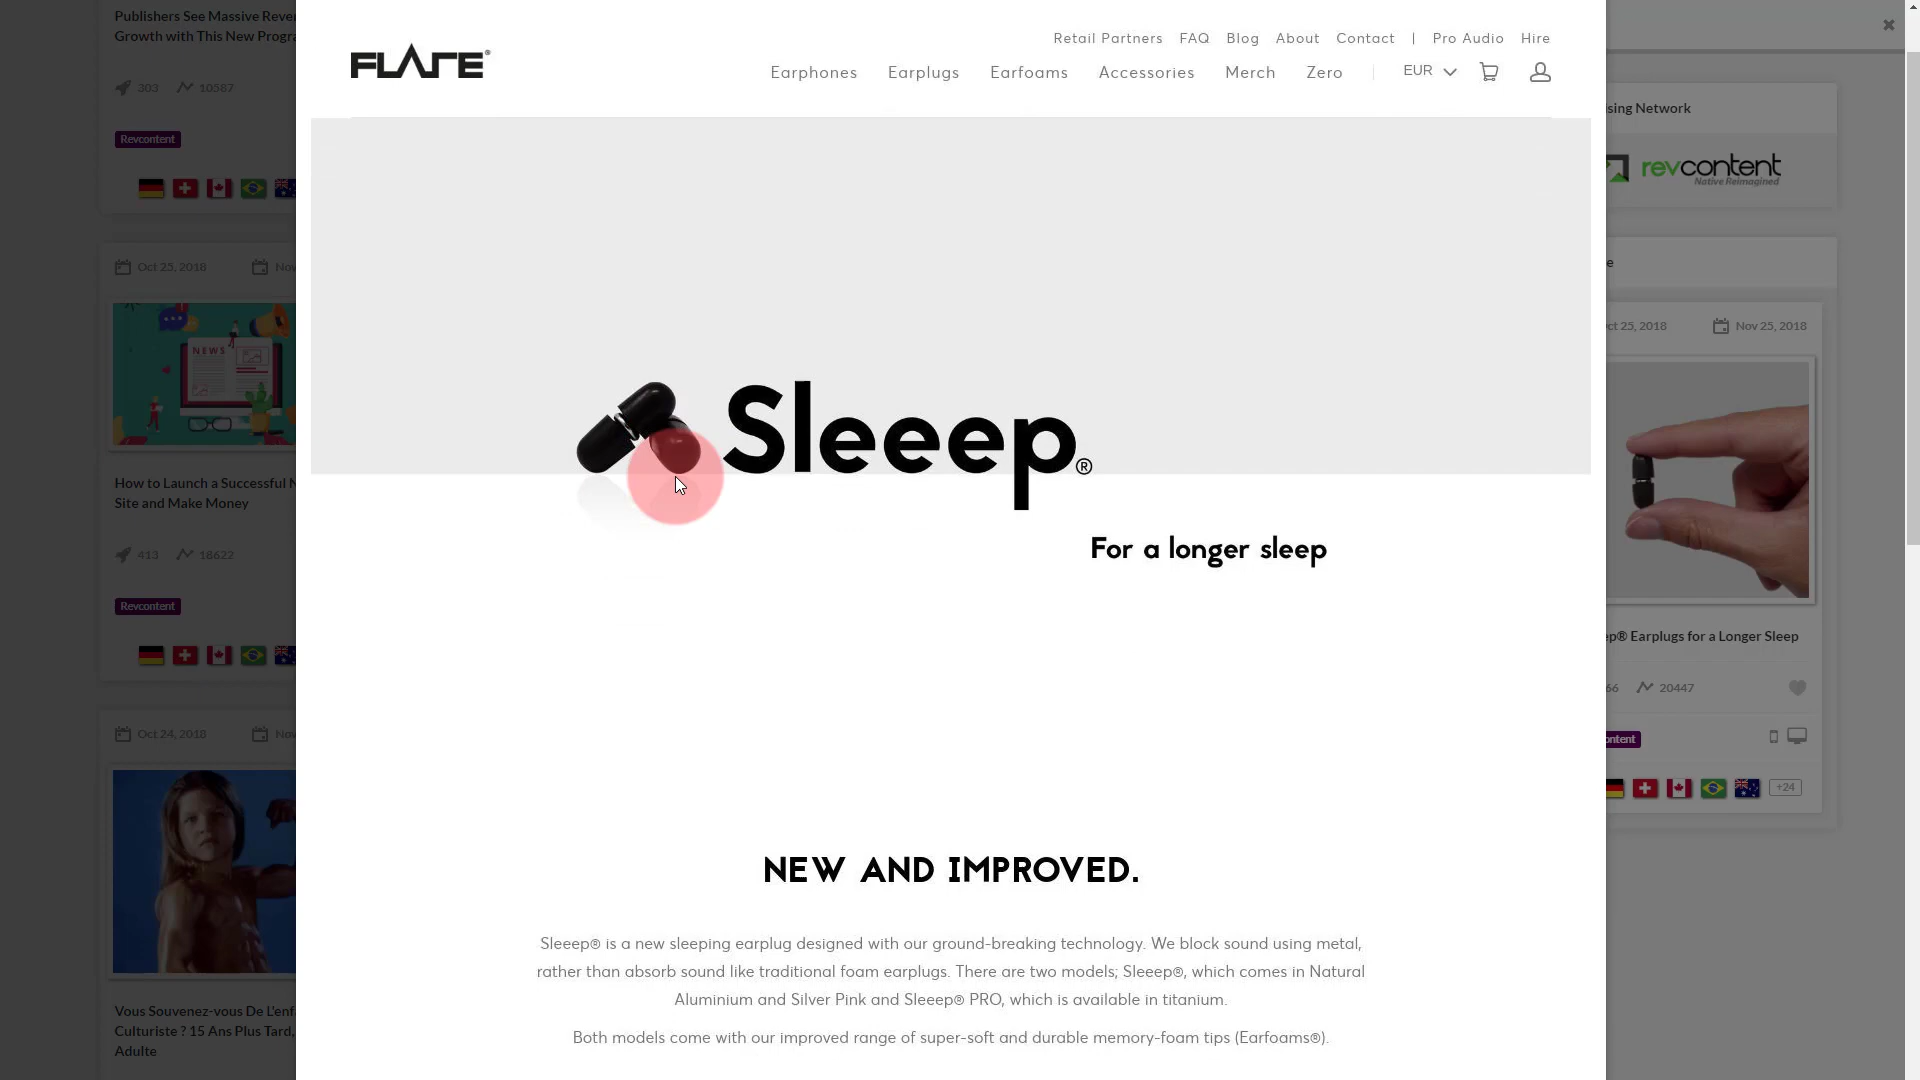 Publishers See Massive
Growth with This New
303 10587
Revcontent
Oct 25, 2018
NEWS
How to Launch a Successful
Site and Make Money
413 18622
Revcontent
Oct 24, 2018
Vous Souvenez-vous De
Culturiste ? 15 Ans Plus Tard,
Adulte
FLARE®
Retail Partners FAQ Blog About Contact | Pro Audio Hire
Earphones Earplugs Earfoams Accessories Merch Zero EUR
Sleeep®
For a longer sleep
NEW AND IMPROVED.
Sleeep® is a new sleeping earplug designed with our ground-breaking technology. We block sound using metal,
rather than absorb sound like traditional foam earplugs. There are two models; Sleeep®, which comes in Natural
Aluminium and Silver Pink and Sleeep® PRO, which is available in titanium.
Both models come with our improved range of super-soft and durable memory-foam tips (Earfoams®).
Network
revcontent
Native Reimagined
25, 2018 Nov 25, 2018
Earplugs for a Longer Sleep
20447
+24